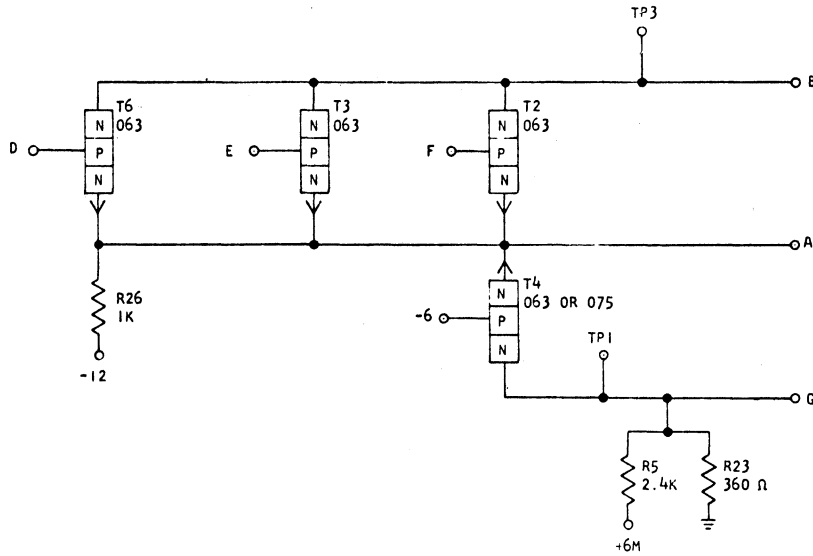 TP3
T6
063
N
P
N
D
T3
063
N
P
N
E
T2
063
N
P
N
F
A
R26
1K
-12
T4
063 OR 075
N
P
N
-6
TP1
G
R5
2.4K
R23
360 Ω
+6M